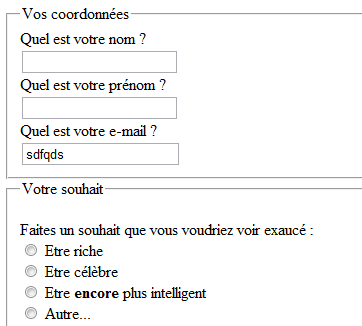 Vos coordonnées
Quel est votre nom ?
Quel est votre prénom ?
Quel est votre e-mail ?
sdfqds
Votre souhait
Faites un souhait que vous voudriez voir exaucé :
Etre riche
Etre célèbre
Etre encore plus intelligent
Autre...